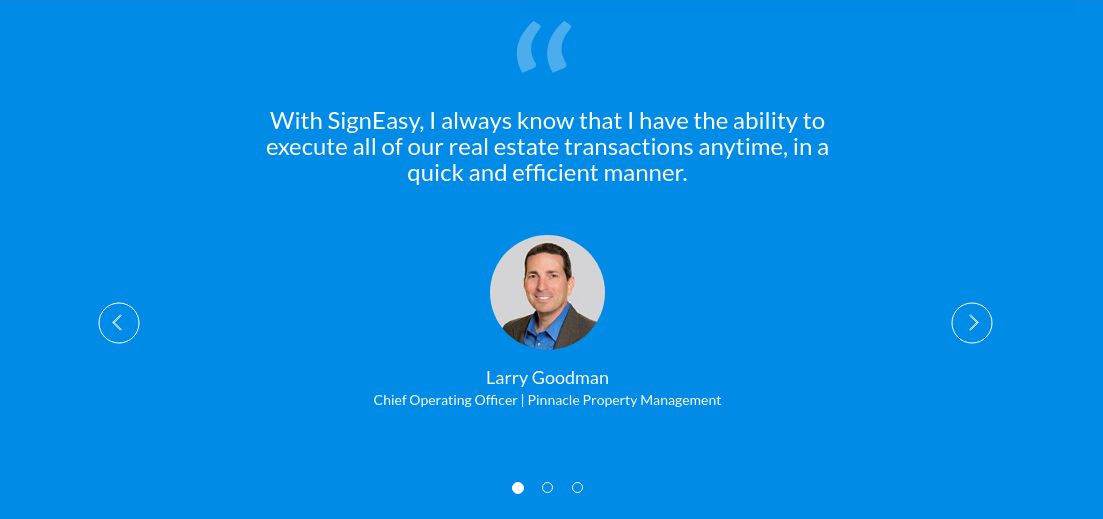 “
With SignEasy, I always know that I have the ability to
execute all of our real estate transactions anytime, in a
quick and efficient manner.
Larry Goodman
Chief Operating Officer | Pinnacle Property Management